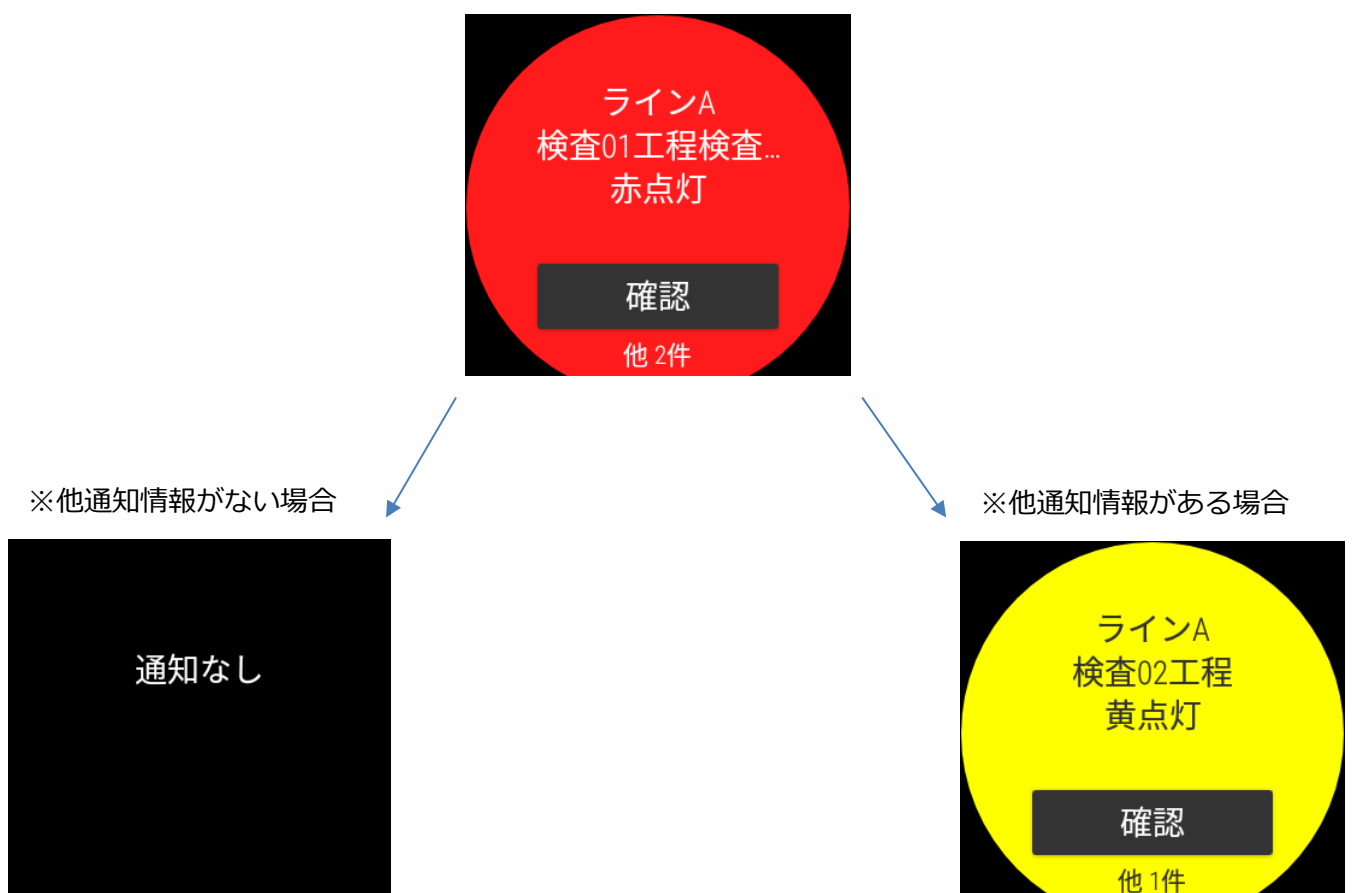 ラインA
検査01工程検査...
赤点灯
確認
他 2件
※他通知情報がない場合
通知なし
※他通知情報がある場合
ラインA
検査02工程
黄点灯
確認
他 1件